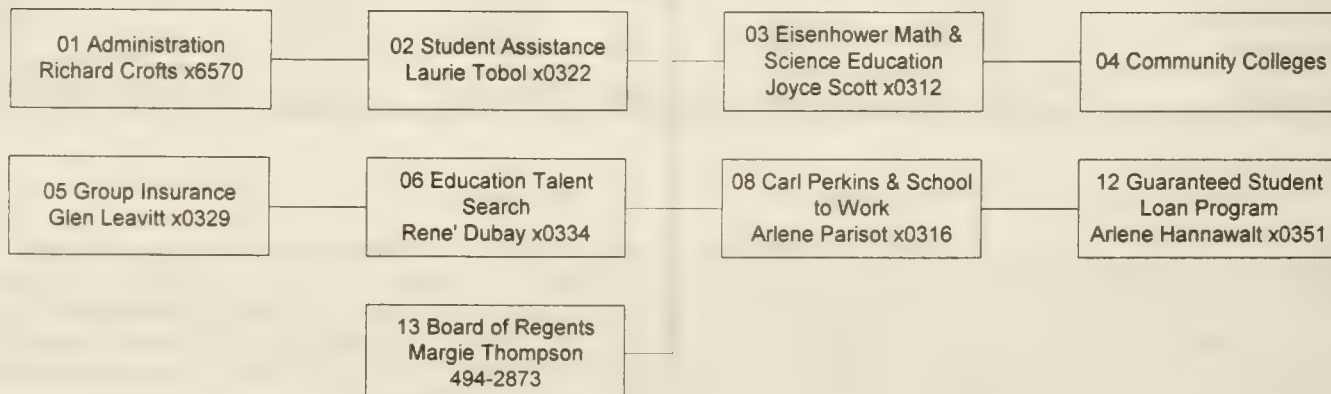 01 Administration
Richard Crofts x6570
02 Student Assistance
Laurie Tobol x0322
03 Eisenhower Math &
Science Education
Joyce Scott x0312
04 Community Colleges
05 Group Insurance
Glen Leavitt x0329
06 Education Talent
Search
Rene' Dubay x0334
08 Carl Perkins & School
to Work
Arlene Parisot x0316
12 Guaranteed Student
Loan Program
Arlene Hannawalt x0351
13 Board of Regents
Margie Thompson
494-2873